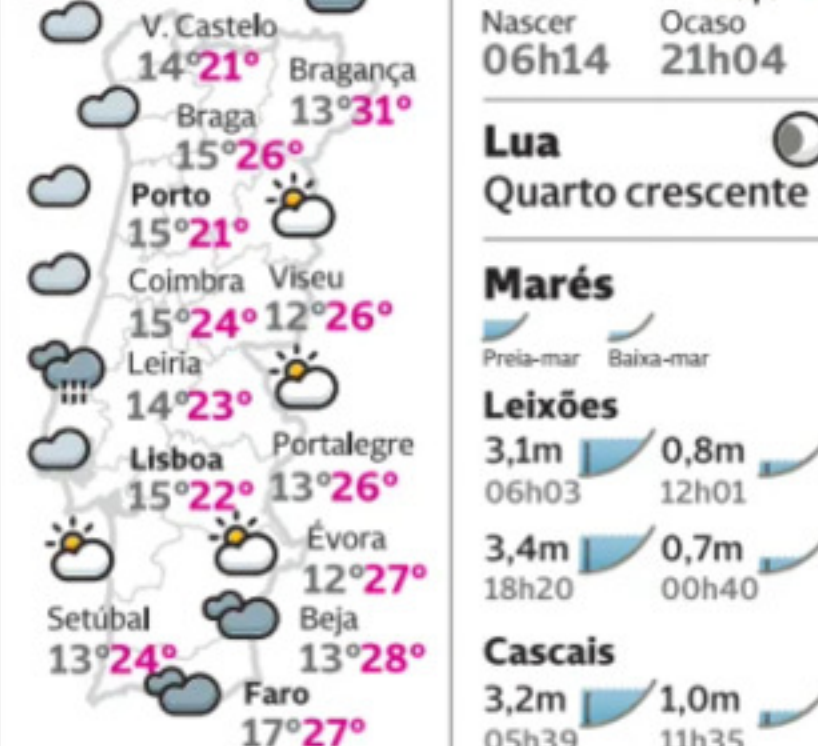 V. Castelo
14°21°
Bragança
13°31°
Braga
15°26°
Porto
15°21°
Coimbra
15°24°
Viseu
12°26°
Leiria
14°23°
Lisboa
15°22°
Portalegre
13°26°
Évora
12°27°
Setúbal
13°24°
Beja
13°28°
Faro
17°27°
Nascer Ocaso
06h14 21h04
Lua
Quarto crescente
Marés
Preia-mar Baixa-mar
Leixões
3,1m 0,8m
06h03 12h01
3,4m 0,7m
18h20 00h40
Cascais
3,2m 1,0m
05h39 11h35